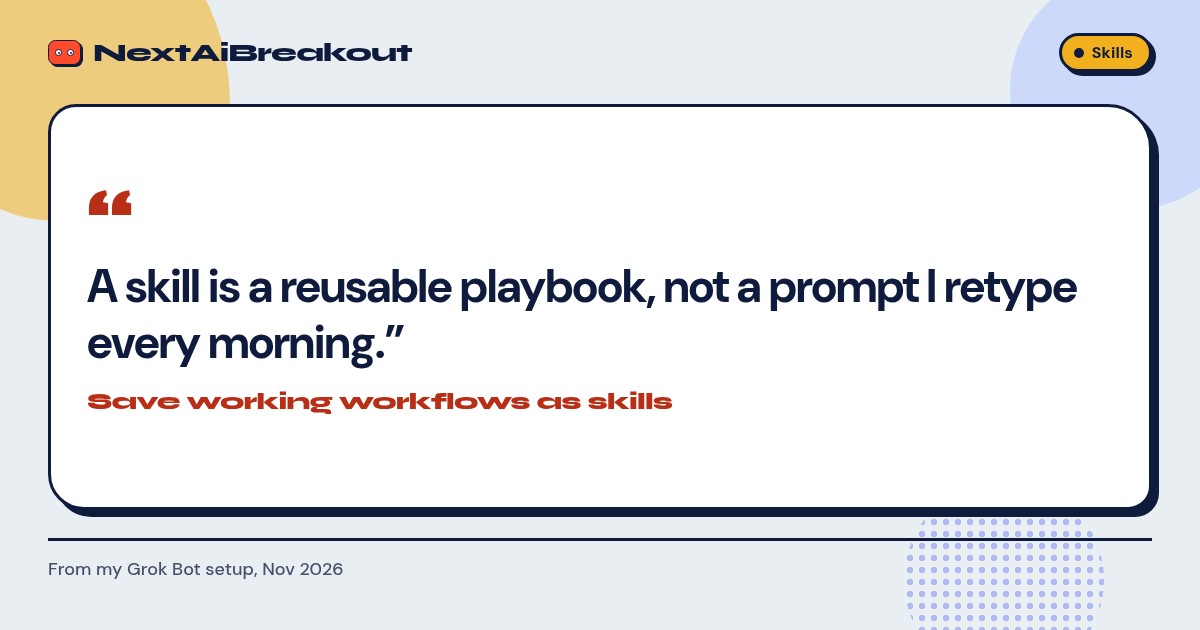 NextAiBreakout
Skills
“
A skill is a reusable playbook, not a prompt I retype
every morning.”
Save working workflows as skills
From my Grok Bot setup, Nov 2026